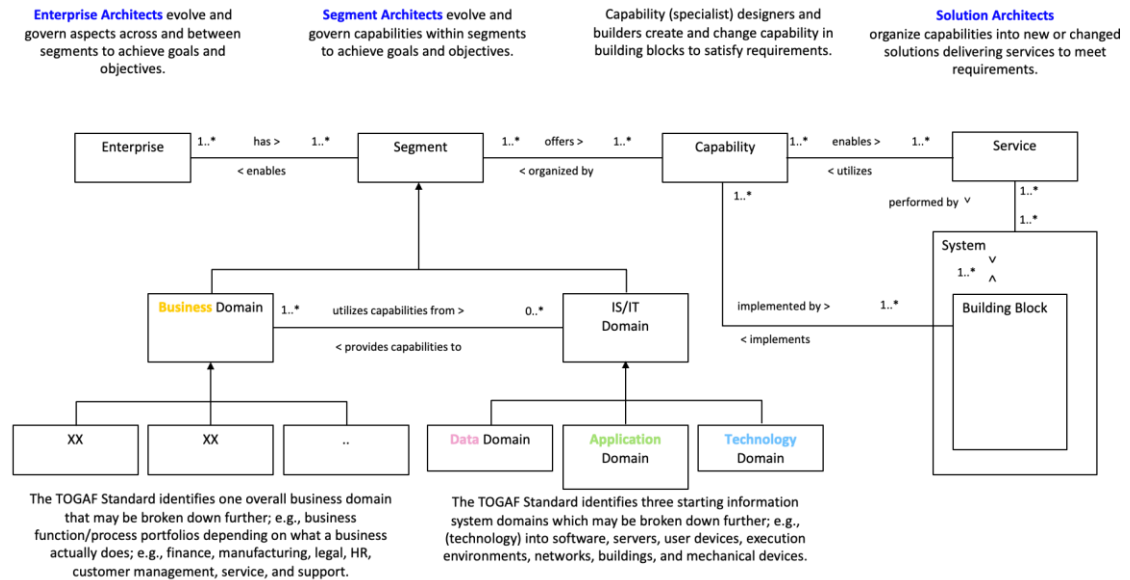 Enterprise Architects evolve and
govern aspects across and between
segments to achieve goals and
objectives.
Segment Architects evolve and
govern capabilities within segments
to achieve goals and objectives.
Capability (specialist) designers and
builders create and change capability in
building blocks to satisfy requirements.
Solution Architects
organize capabilities into new or changed
solutions delivering services to meet
requirements.
Enterprise
1..* has > 1..*
< enables
Segment
1..* offers > 1..*
< organized by
Capability
1..* enables > 1..*
< utilizes
Service
1..*
1..*
performed by ˅
1..*
System
˅
1..*
˄
Business Domain
1..* utilizes capabilities from > 0..*
< provides capabilities to
IS/IT
Domain
implemented by > 1..*
< implements
Building Block
XX
XX
..
Data Domain
Application
Domain
Technology
Domain
The TOGAF Standard identifies one overall business domain
that may be broken down further; e.g., business
function/process portfolios depending on what a business
actually does; e.g., finance, manufacturing, legal, HR,
customer management, service, and support.
The TOGAF Standard identifies three starting information
system domains which may be broken down further; e.g.,
(technology) into software, servers, user devices, execution
environments, networks, buildings, and mechanical devices.